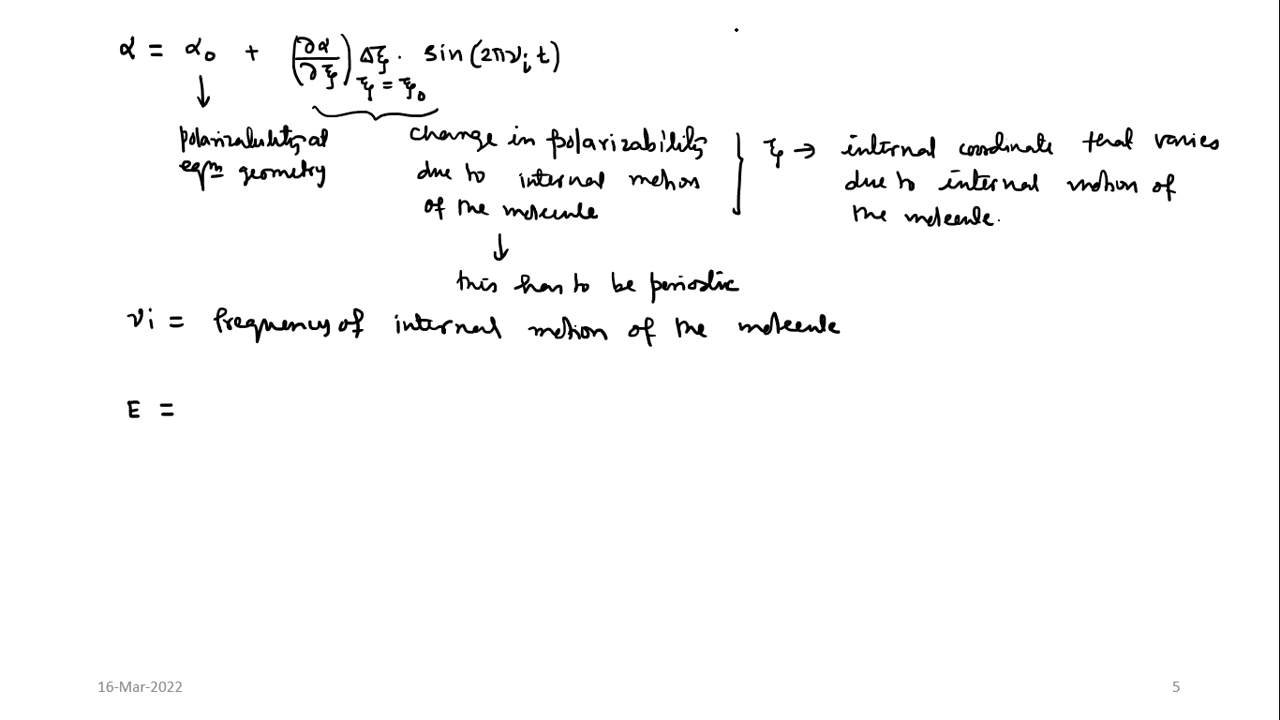 α = α₀ + (∂α/∂ξ)ξ=ξ₀ Δξ · sin(2πνᵢt)
↓
polarizability at change in polarizability ξ → internal coordinate that varies
eqm geometry due to internal motion due to internal motion of
of the molecule the molecule.
↓
this has to be periodic
νi = frequency of internal motion of the molecule
E =
16-Mar-2022 5